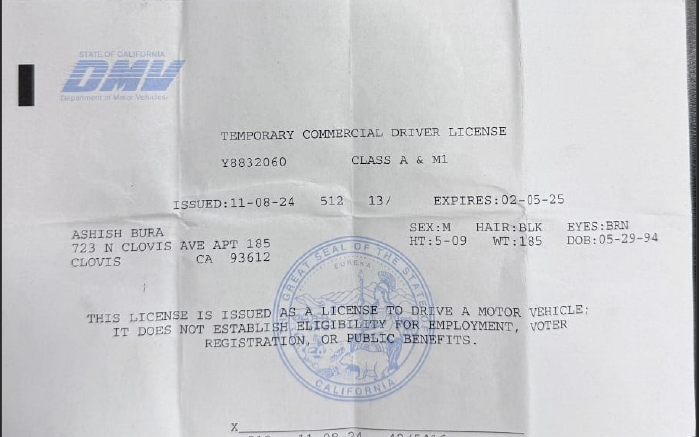 STATE OF CALIFORNIA
DMV
Department of Motor Vehicles
TEMPORARY COMMERCIAL DRIVER LICENSE
Y8832060 CLASS A & M1
ISSUED:11-08-24 512 13/ EXPIRES:02-05-25
ASHISH BURA SEX:M HAIR:BLK EYES:BRN
723 N CLOVIS AVE APT 185 HT:5-09 WT:185 DOB:05-29-94
CLOVIS CA 93612
GREAT SEAL OF THE STATE
EUREKA
THIS LICENSE IS ISSUED AS A LICENSE TO DRIVE A MOTOR VEHICLE;
IT DOES NOT ESTABLISH ELIGIBILITY FOR EMPLOYMENT, VOTER
REGISTRATION, OR PUBLIC BENEFITS.
CALIFORNIA
X
11-08-24